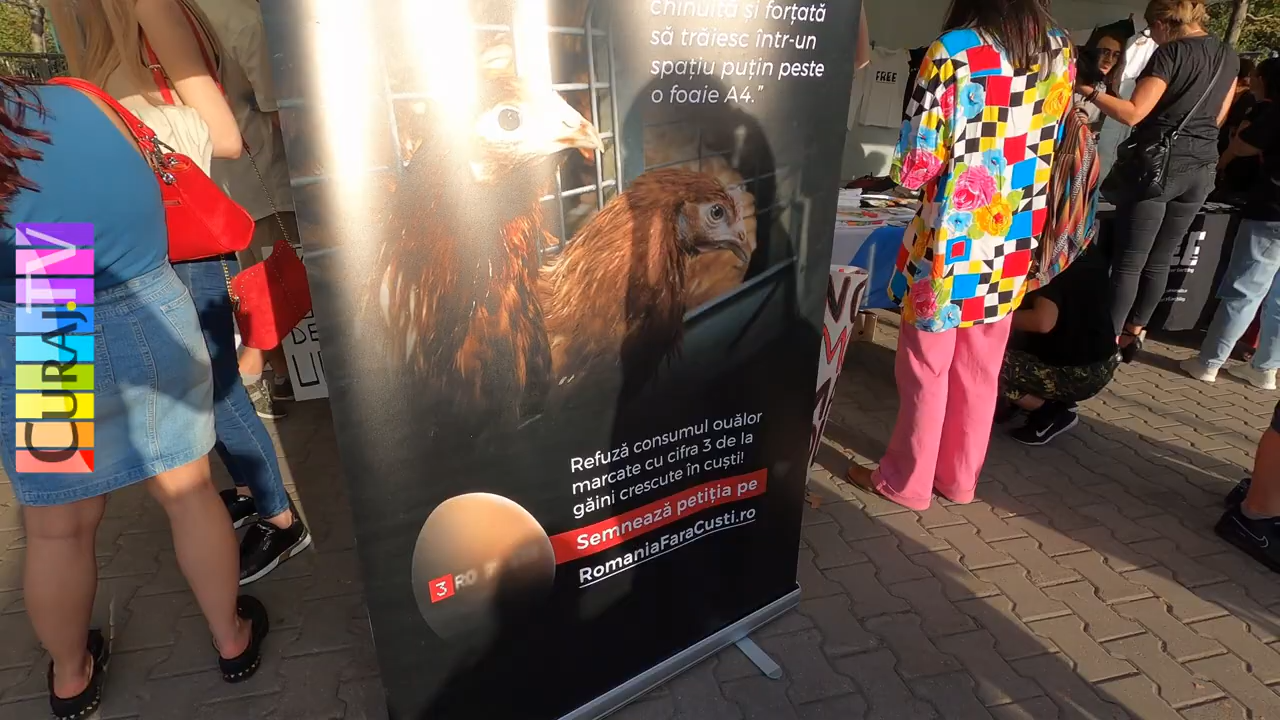 chinuită și forțată
să trăiesc într-un
spațiu puțin peste
o foaie A4."
Refuză consumul ouălor
marcate cu cifra 3 de la
găini crescute în cuști!
Semnează petiția pe
RomaniaFaraCusti.ro
3 RO
CURAJ.TV
FREE
DE